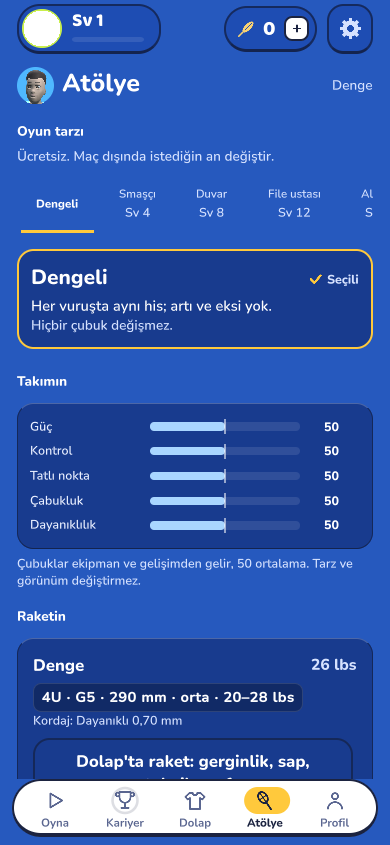 Sv 1
0
+
Atölye
Denge
Oyun tarzı
Ücretsiz. Maç dışında istediğin an değiştir.
Dengeli
Smaşçı
Sv 4
Duvar
Sv 8
File ustası
Sv 12
Al
S
Dengeli
Seçili
Her vuruşta aynı his; artı ve eksi yok.
Hiçbir çubuk değişmez.
Takımın
Güç 50
Kontrol 50
Tatlı nokta 50
Çabukluk 50
Dayanıklılık 50
Çubuklar ekipman ve gelişimden gelir, 50 ortalama. Tarz ve
görünüm değiştirmez.
Raketin
Denge 26 lbs
4U · G5 · 290 mm · orta · 20–28 lbs
Kordaj: Dayanıklı 0,70 mm
Dolap'ta raket: gerginlik, sap,
Oyna
Kariyer
Dolap
Atölye
Profil